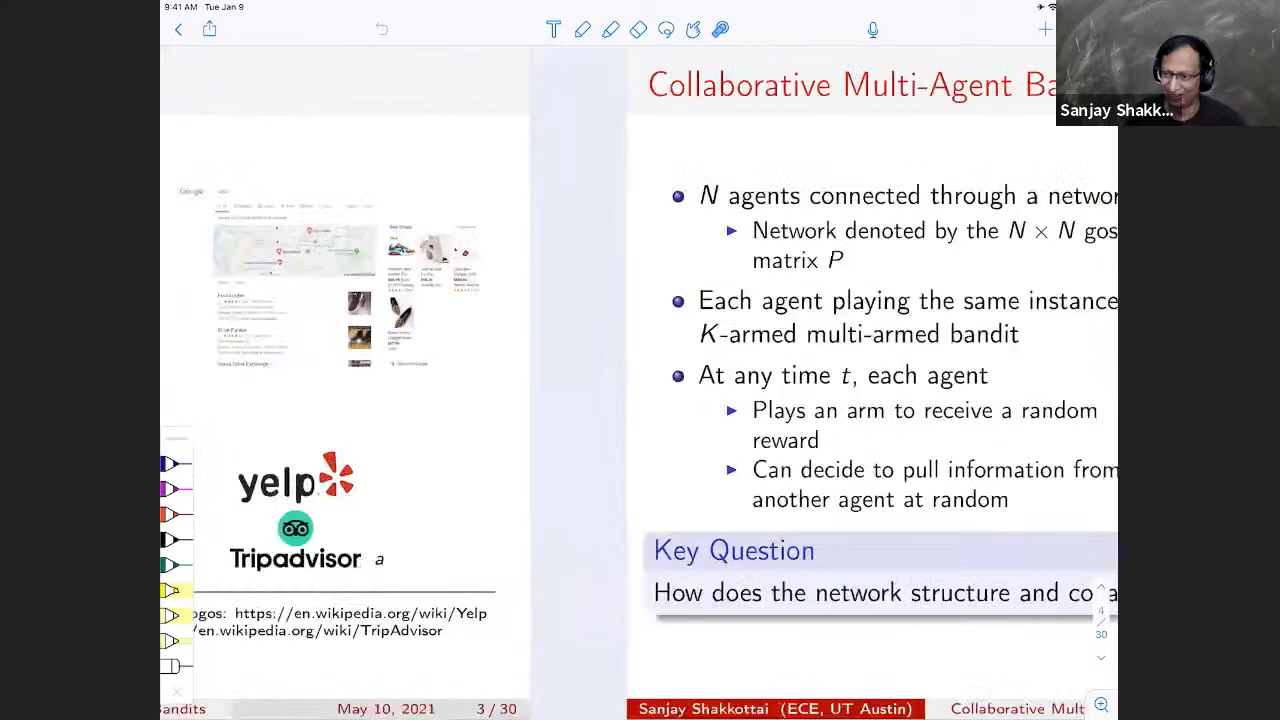 9:41 AM Tue Jan 9
Sanjay Shakk...
Google
yelp
Tripadvisor a
ogos: https://en.wikipedia.org/wiki/Yelp
/en.wikipedia.org/wiki/TripAdvisor
andits May 10, 2021 3 / 30
Collaborative Multi-Agent Ba
N agents connected through a networ
Network denoted by the N × N gos
matrix P
Each agent playing the same instance
K-armed multi-armed bandit
At any time t, each agent
Plays an arm to receive a random
reward
Can decide to pull information from
another agent at random
Key Question
How does the network structure and co a
4
/
30
Sanjay Shakkottai (ECE, UT Austin) Collaborative Mult